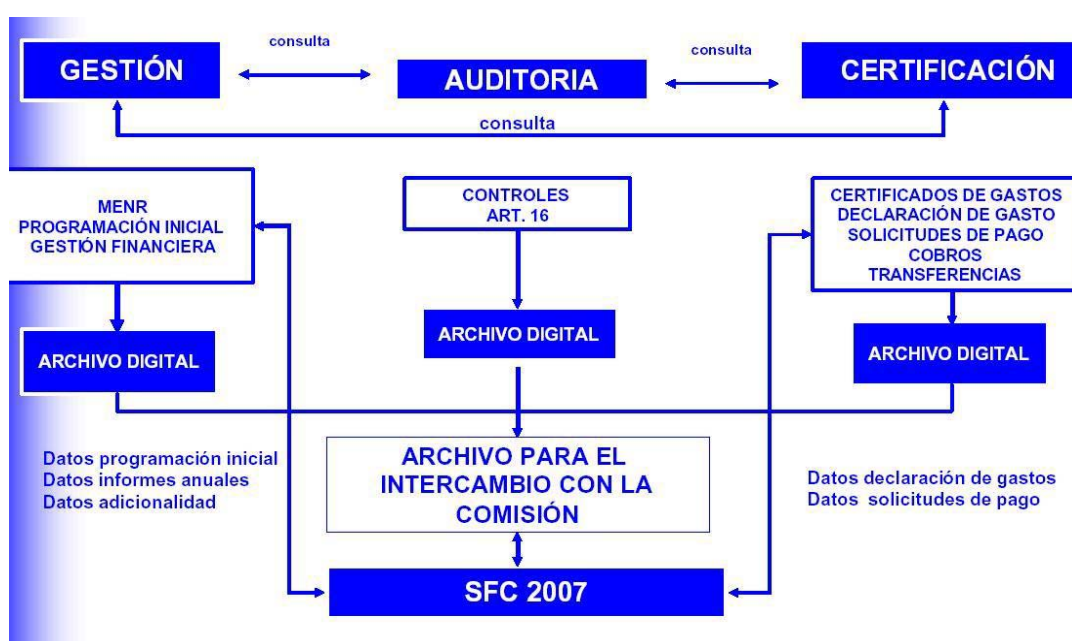 consulta
consulta
GESTIÓN
AUDITORIA
CERTIFICACIÓN
consulta
MENR
PROGRAMACIÓN INICIAL
GESTIÓN FINANCIERA
CONTROLES
ART. 16
CERTIFICADOS DE GASTOS
DECLARACIÓN DE GASTO
SOLICITUDES DE PAGO
COBROS
TRANSFERENCIAS
ARCHIVO DIGITAL
ARCHIVO DIGITAL
ARCHIVO DIGITAL
Datos programación inicial
Datos informes anuales
Datos adicionalidad
ARCHIVO PARA EL
INTERCAMBIO CON LA
COMISIÓN
Datos declaración de gastos
Datos solicitudes de pago
SFC 2007